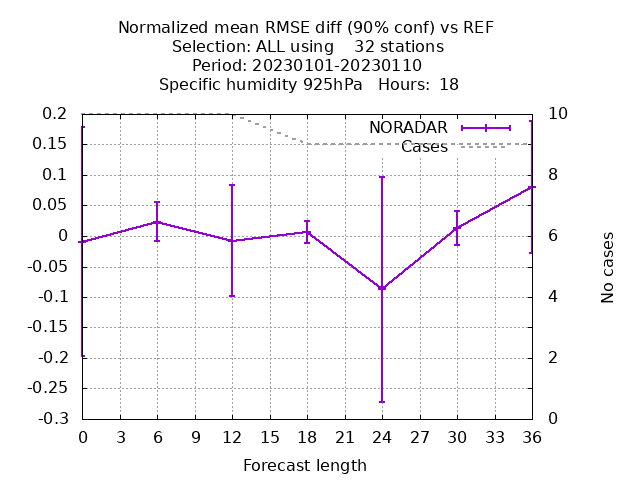 Normalized mean RMSE diff (90% conf) vs REF
Selection: ALL using    32 stations
Period: 20230101-20230110
Specific humidity 925hPa   Hours:  18
0.2
0.15
0.1
0.05
0
-0.05
-0.1
-0.15
-0.2
-0.25
-0.3
NORADAR
Cases
10
8
6
4
2
0
No cases
0 3 6 9 12 15 18 21 24 27 30 33 36
Forecast length